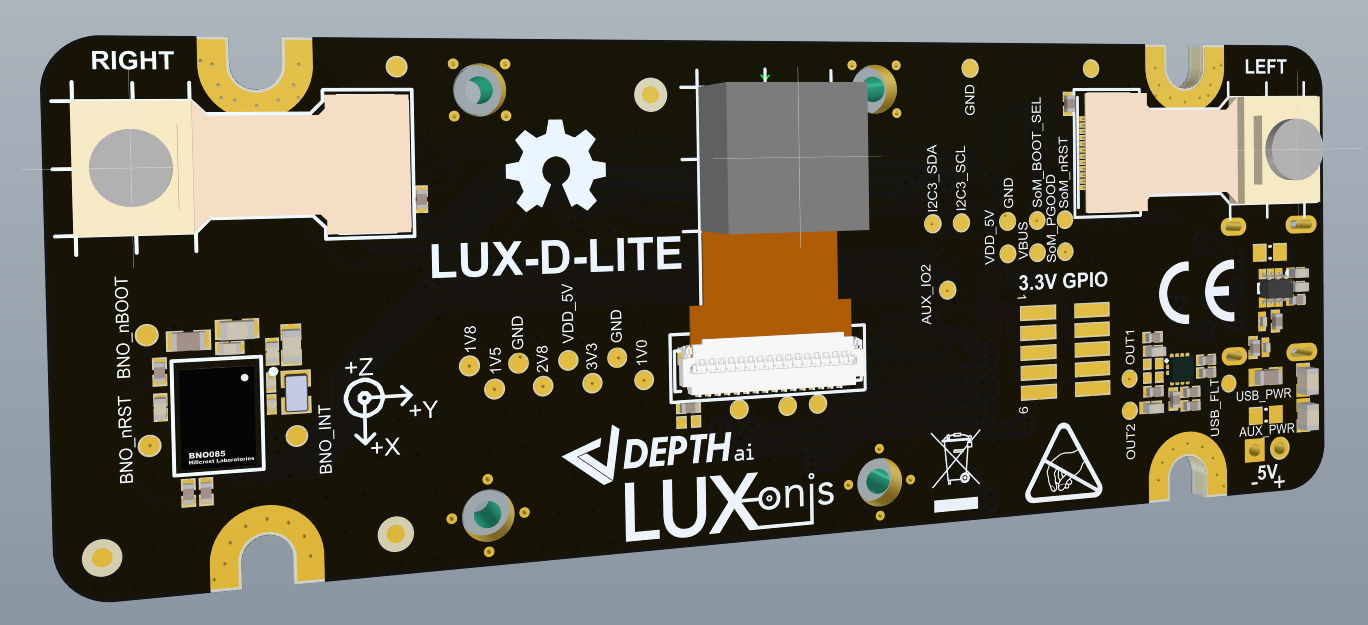 RIGHT
LEFT
GND
I2C3_SDA
I2C3_SCL
VDD_5V
GND
VBUS
SoM_BOOT_SEL
SoM_PGOOD
SoM_nRST
LUX-D-LITE
AUX_IO2
3.3V GPIO
1
9
BNO_nBOOT
BNO_nRST
BNO_INT
BNO085
Hillcrest Laboratories
+Z
+Y
+X
1V8
1V5
GND
2V8
VDD_5V
3V3
GND
1V0
CE
OUT1
OUT2
USB_FLT
USB_PWR
AUX_PWR
-5V+
DEPTH ai
LUXonis